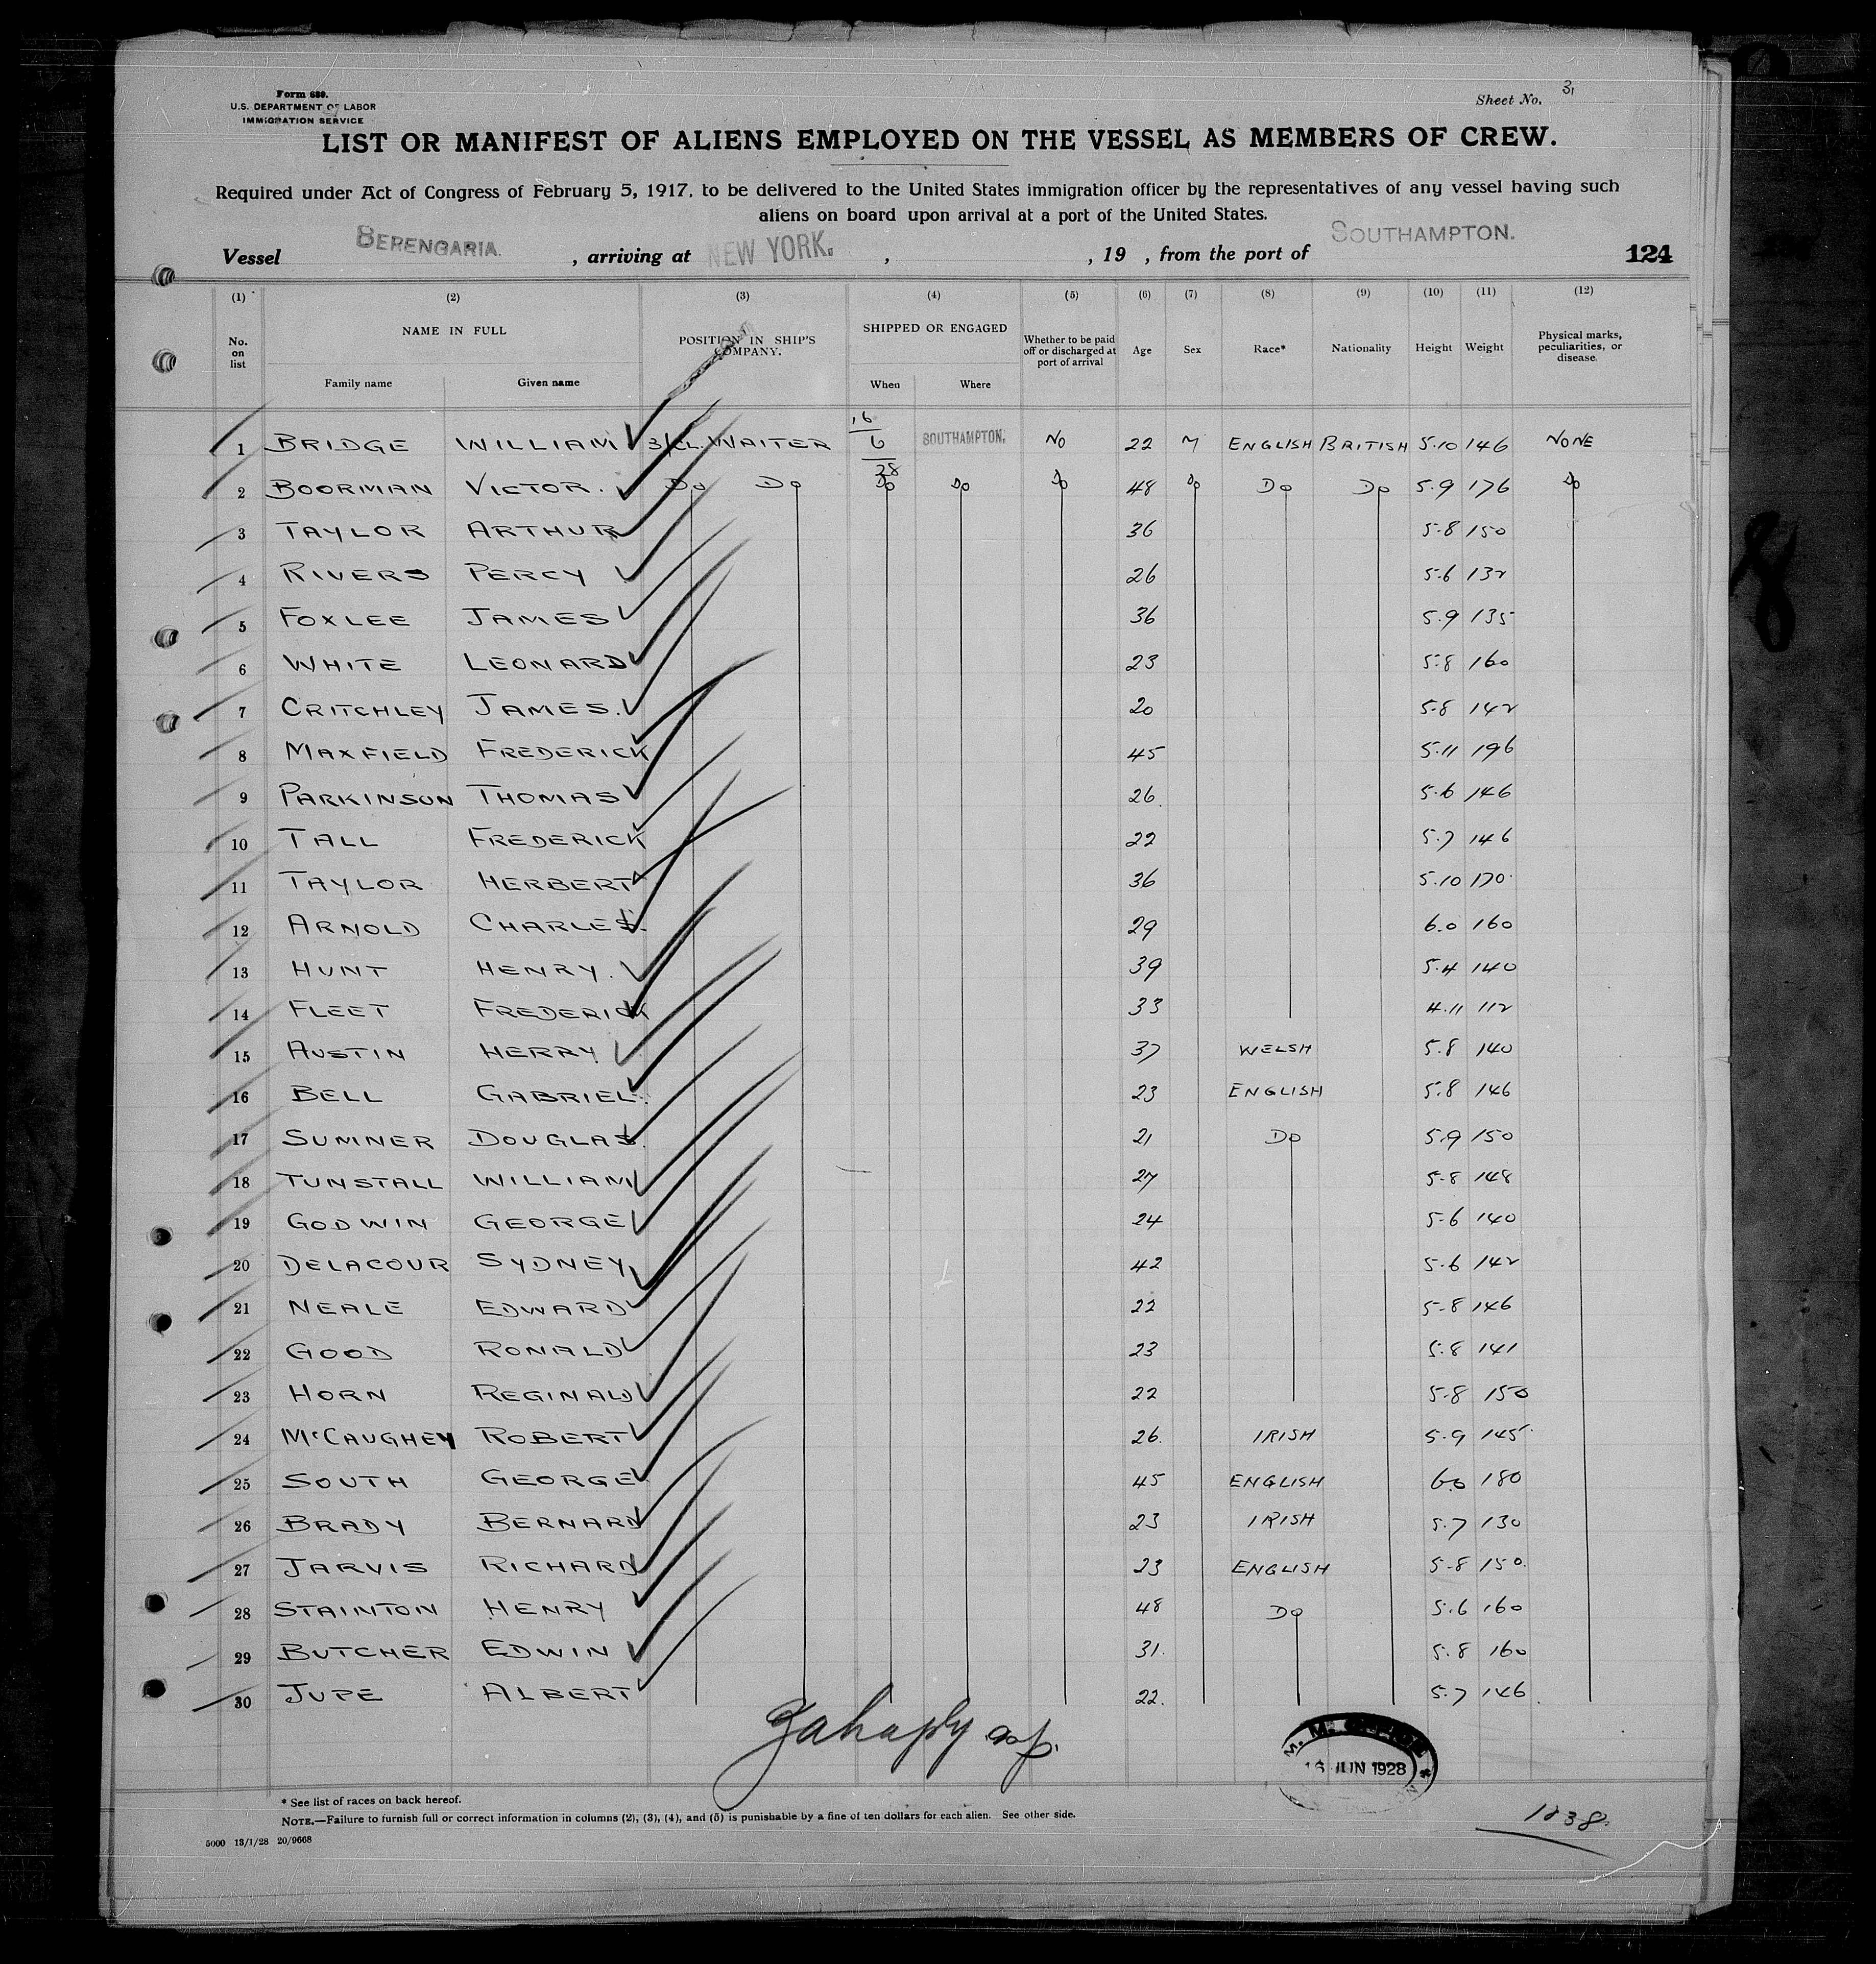 Form 680.
U.S. DEPARTMENT OF LABOR
IMMIGRATION SERVICE
Sheet No. 31
LIST OR MANIFEST OF ALIENS EMPLOYED ON THE VESSEL AS MEMBERS OF CREW.
Required under Act of Congress of February 5, 1917, to be delivered to the United States immigration officer by the representatives of any vessel having such
aliens on board upon arrival at a port of the United States.
Vessel BERENGARIA. , arriving at NEW YORK. , , 19 , from the port of SOUTHAMPTON. 124
(1) (2) (3) (4) (5) (6) (7) (8) (9) (10) (11) (12)
No. on list NAME IN FULL Family name Given name POSITION IN SHIP'S COMPANY. SHIPPED OR ENGAGED When Where Whether to be paid off or discharged at port of arrival Age Sex Race* Nationality Height Weight Physical marks, peculiarities, or disease.
1 BRIDGE WILLIAM 3/CL. WAITER 16/6/28 SOUTHAMPTON. NO 22 M ENGLISH BRITISH 5.10 146 NONE
2 BOORMAN VICTOR. DO DO DO DO DO 48 DO DO DO 5.9 176 DO
3 TAYLOR ARTHUR 36 5.8 150
4 RIVERS PERCY 26 5.6 132
5 FOXLEE JAMES 36 5.9 135
6 WHITE LEONARD 23 5.8 160
7 CRITCHLEY JAMES. 20 5.8 142
8 MAXFIELD FREDERICK 45 5.11 196
9 PARKINSON THOMAS 26. 5.6 146
10 TALL FREDERICK 22 5.7 146
11 TAYLOR HERBERT 36 5.10 170
12 ARNOLD CHARLES. 29 6.0 160
13 HUNT HENRY. 39 5.4 140
14 FLEET FREDERICK 33 4.11 112
15 AUSTIN HERRY 37 WELSH 5.8 140
16 BELL GABRIEL. 23 ENGLISH 5.8 146
17 SUMNER DOUGLAS. 21 DO 5.9 150
18 TUNSTALL WILLIAM 27 5.8 148
19 GODWIN GEORGE 24 5.6 140
20 DELACOUR SYDNEY 42 5.6 142
21 NEALE EDWARD 22 5.8 146
22 GOOD RONALD 23 5.8 141
23 HORN REGINALD 22 5.8 150
24 McCAUGHEY ROBERT 26. IRISH 5.9 145.
25 SOUTH GEORGE 45 ENGLISH 6.0 180
26 BRADY BERNARD 23 IRISH 5.7 130
27 JARVIS RICHARD 23 ENGLISH 5.8 150.
28 STAINTON HENRY 48 DO 5.6 160
29 BUTCHER EDWIN 31. 5.8 160
30 JUPE ALBERT 22. 5.7 146.
16 JUN 1928
* See list of races on back hereof.
NOTE.—Failure to furnish full or correct information in columns (2), (3), (4), and (5) is punishable by a fine of ten dollars for each alien. See other side.
5000 13/1/28 20/9668